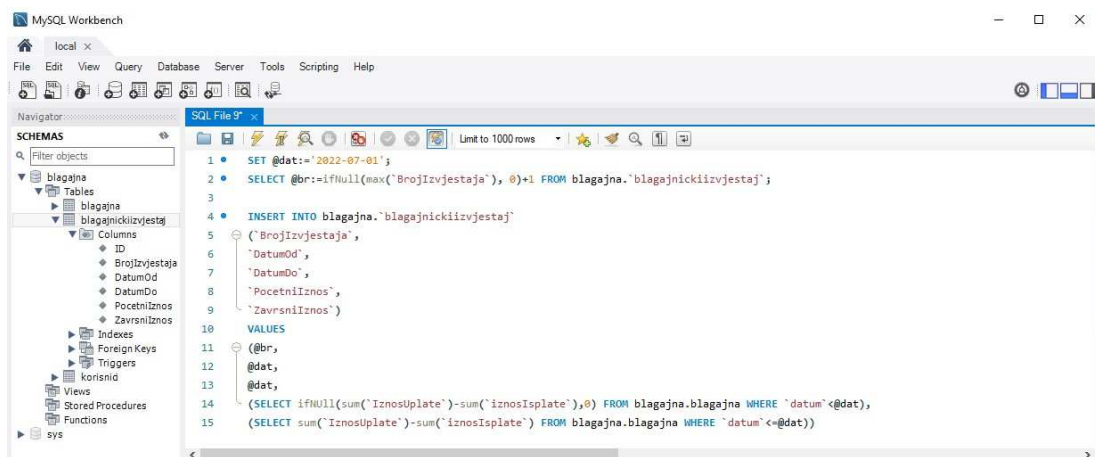 MySQL Workbench
local ×
File Edit View Query Database Server Tools Scripting Help
Navigator
SCHEMAS
Filter objects
blagajna
Tables
blagajna
blagajnickiizvjestaj
Columns
ID
BrojIzvjestaja
DatumOd
DatumDo
PocetniIznos
ZavrsniIznos
Indexes
Foreign Keys
Triggers
korisnici
Views
Stored Procedures
Functions
sys
SQL File 9* ×
Limit to 1000 rows
1 SET @dat:='2022-07-01';
2 SELECT @br:=ifNull(max(`BrojIzvjestaja`), 0)+1 FROM blagajna.`blagajnickiizvjestaj`;
3
4 INSERT INTO blagajna.`blagajnickiizvjestaj`
5 (`BrojIzvjestaja`,
6 `DatumOd`,
7 `DatumDo`,
8 `PocetniIznos`,
9 `ZavrsniIznos`)
10 VALUES
11 (@br,
12 @dat,
13 @dat,
14 (SELECT ifNUll(sum(`IznosUplate`)-sum(`iznosIsplate`),0) FROM blagajna.blagajna WHERE `datum`<@dat),
15 (SELECT sum(`IznosUplate`)-sum(`iznosIsplate`) FROM blagajna.blagajna WHERE `datum`<=@dat))